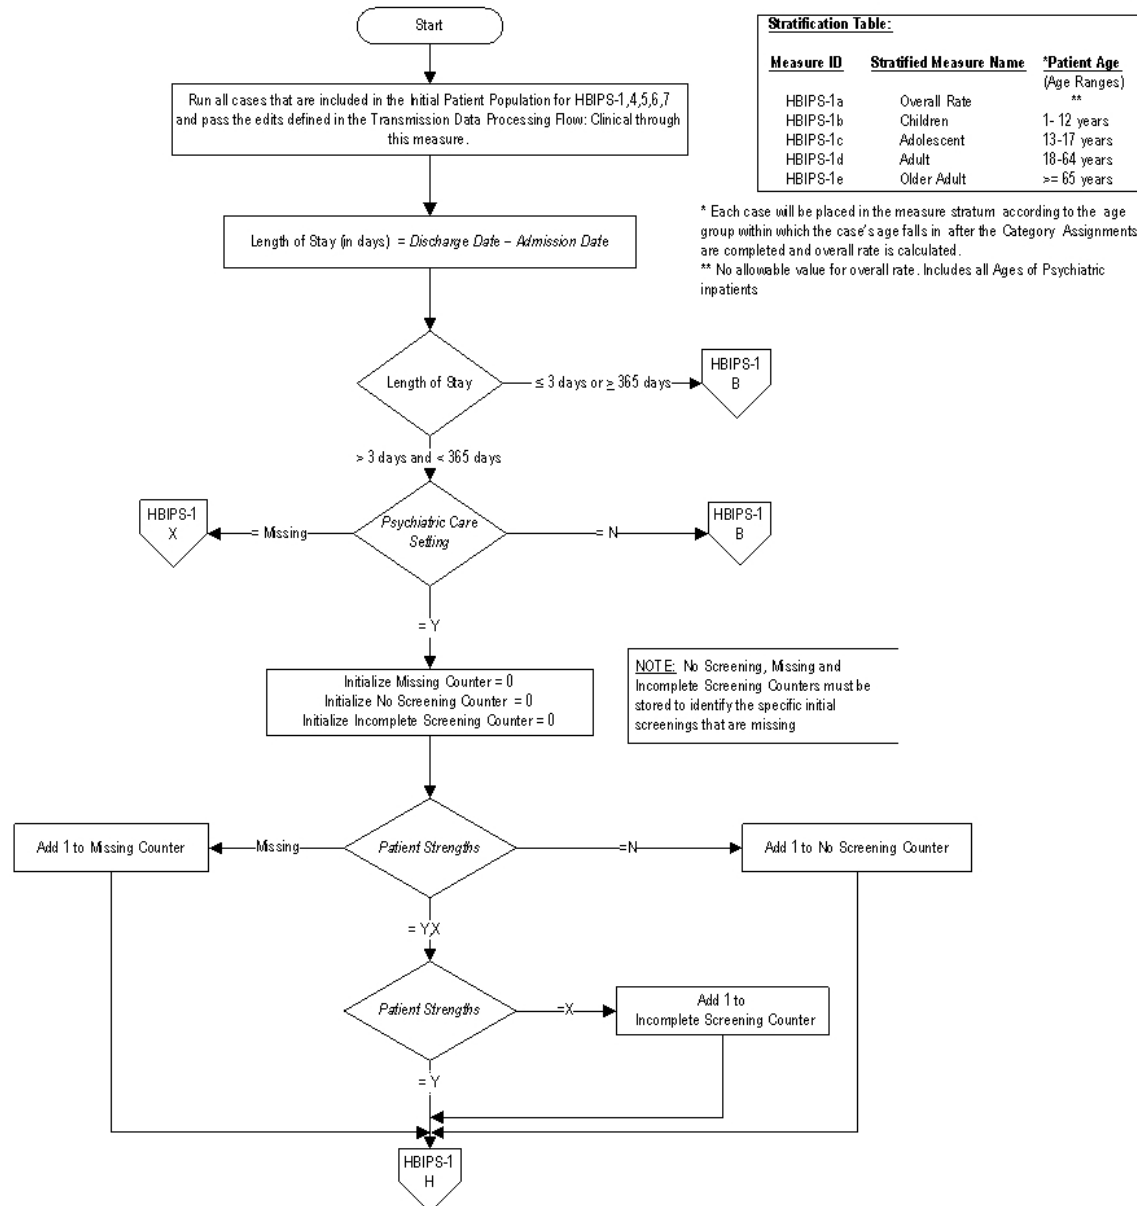 Start
Stratification Table:
Measure ID Stratified Measure Name *Patient Age
(Age Ranges)
HBIPS-1a Overall Rate **
HBIPS-1b Children 1- 12 years
HBIPS-1c Adolescent 13-17 years
HBIPS-1d Adult 18-64 years
HBIPS-1e Older Adult >= 65 years
Run all cases that are included in the Initial Patient Population for HBIPS-1,4,5,6,7
and pass the edits defined in the Transmission Data Processing Flow: Clinical through
this measure.
* Each case will be placed in the measure stratum according to the age
group within which the case's age falls in after the Category Assignments
are completed and overall rate is calculated.
** No allowable value for overall rate. Includes all Ages of Psychiatric
inpatients
Length of Stay (in days) = Discharge Date – Admission Date
Length of Stay
≤ 3 days or ≥ 365 days
HBIPS-1
B
> 3 days and < 365 days
HBIPS-1
X
= Missing
Psychiatric Care
Setting
= N
HBIPS-1
B
= Y
Initialize Missing Counter = 0
Initialize No Screening Counter = 0
Initialize Incomplete Screening Counter = 0
NOTE: No Screening, Missing and
Incomplete Screening Counters must be
stored to identify the specific initial
screenings that are missing
Add 1 to Missing Counter
Missing
Patient Strengths
=N
Add 1 to No Screening Counter
= Y,X
Patient Strengths
=X
Add 1 to
Incomplete Screening Counter
= Y
HBIPS-1
H